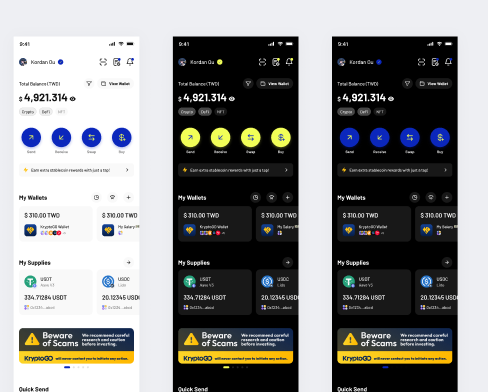 9:41
Kordan Gu
Total Balance (TWD)
View Wallet
$ 4,921.314
Crypto DeFi NFT
Send Receive Swap Buy
Earn extra stablecoin rewards with just a tap!
My Wallets
$ 310.00 TWD
$ 310.00 TWD
KryptoGO Wallet
My Salary
My Supplies
USDT
Aave V3
USDC
Lido
334.71284 USDT
20.12345 USD
Beware of Scams
We recommend careful research and caution before investing.
KryptoGO will never contact you to initiate any action.
Quick Send
9:41
Kordan Gu
Total Balance (TWD)
View Wallet
$ 4,921.314
Crypto DeFi NFT
Send Receive Swap Buy
Earn extra stablecoin rewards with just a tap!
My Wallets
$ 310.00 TWD
$ 310.00 TWD
KryptoGO Wallet
My Salary
My Supplies
USDT
Aave V3
USDC
Lido
334.71284 USDT
20.12345 USD
Beware of Scams
We recommend careful research and caution before investing.
KryptoGO will never contact you to initiate any action.
Quick Send
9:41
Kordan Gu
Total Balance (TWD)
View Wallet
$ 4,921.314
Crypto DeFi NFT
Send Receive Swap Buy
Earn extra stablecoin rewards with just a tap!
My Wallets
$ 310.00 TWD
$ 310.00 TWD
KryptoGO Wallet
My Salary
My Supplies
USDT
Aave V3
USDC
Lido
334.71284 USDT
20.12345 USD
Beware of Scams
We recommend careful research and caution before investing.
KryptoGO will never contact you to initiate any action.
Quick Send